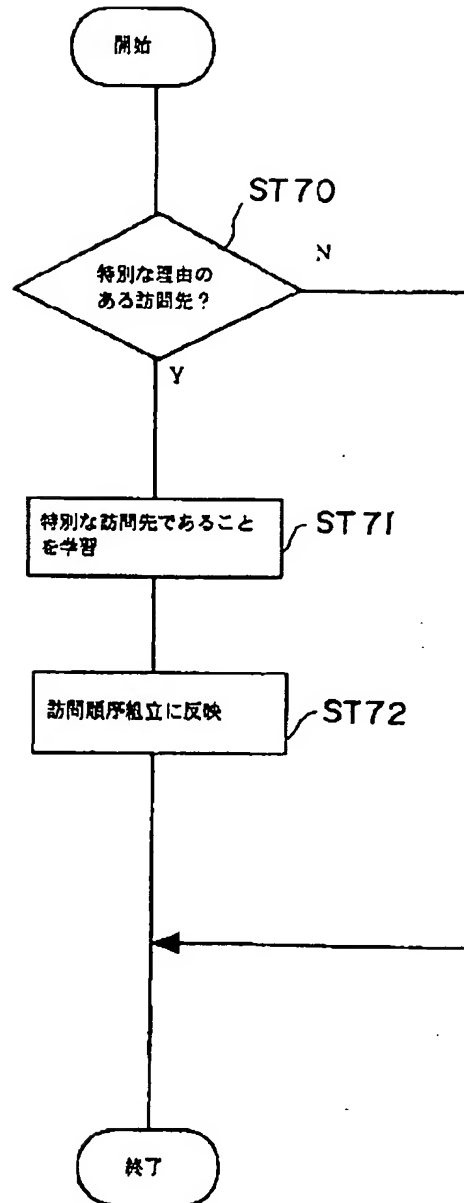 開始
ST70
N
特別な理由の
ある訪問先？
Y
特別な訪問先であること
を学習
ST71
訪問順序組立に反映
ST72
終了